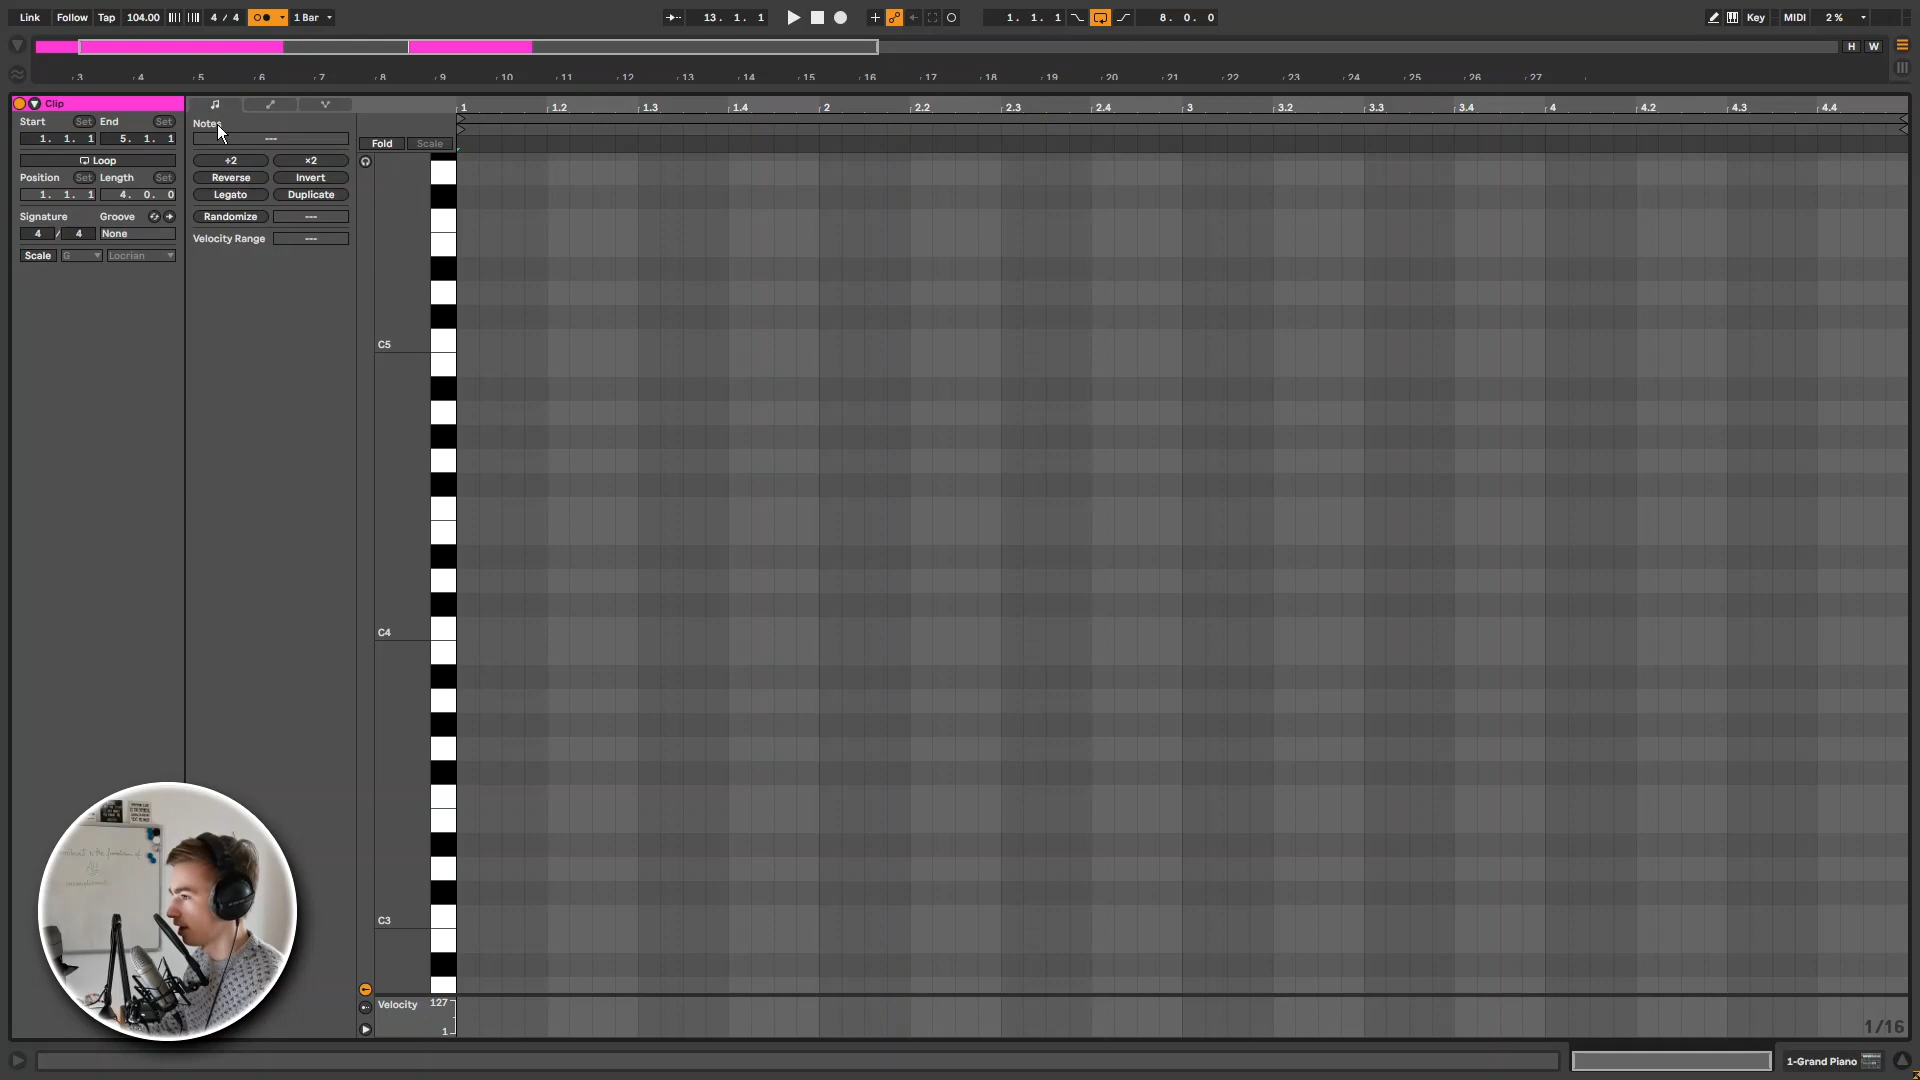 Link Follow Tap 104.00 4 / 4 1 Bar 13. 1. 1 1. 1. 1 8. 0. 0 Key MIDI 2 %
H W
3 4 5 6 7 8 9 10 11 12 13 14 15 16 17 18 19 20 21 22 23 24 25 26 27
Clip
Start Set End Set
1. 1. 1 5. 1. 1
Loop
Position Set Length Set
1. 1. 1 4. 0. 0
Signature Groove
4 / 4 None
Scale G Locrian
Notes
---
÷2 ×2
Reverse Invert
Legato Duplicate
Randomize ---
Velocity Range ---
1 1.2 1.3 1.4 2 2.2 2.3 2.4 3 3.2 3.3 3.4 4 4.2 4.3 4.4
Fold Scale
C5
C4
C3
Velocity 127
1
1/16
1-Grand Piano